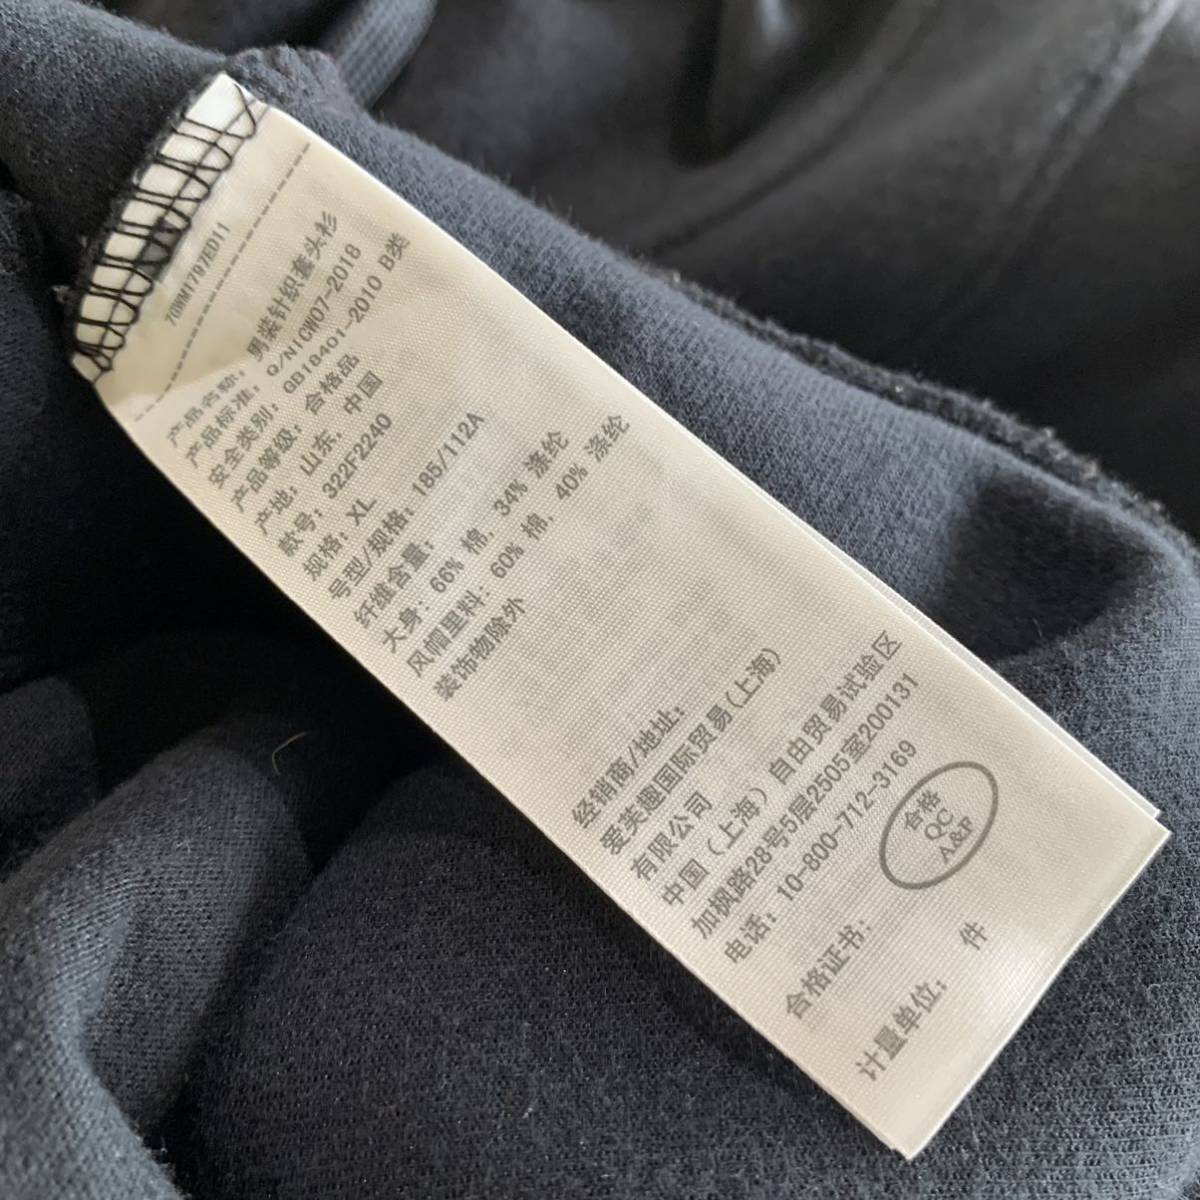 70WM1797BD11
产品名称: 男装针织套头衫
产品标准: Q/NICW07-2018
安全类别: GB18401-2010 B类
产品等级: 合格品
产地: 山东, 中国
款号: 322F2240
规格: XL
号型/规格: 185/112A
纤维含量:
大身: 66% 棉, 34% 涤纶
风帽里料: 60% 棉, 40% 涤纶
装饰物除外
经销商/地址:
爱芙趣国际贸易(上海)
有限公司
中国(上海)自由贸易试验区
加枫路28号5层2505室200131
电话: 10-800-712-3169
合格
QC
A&F
合格证书:
计量单位: 件